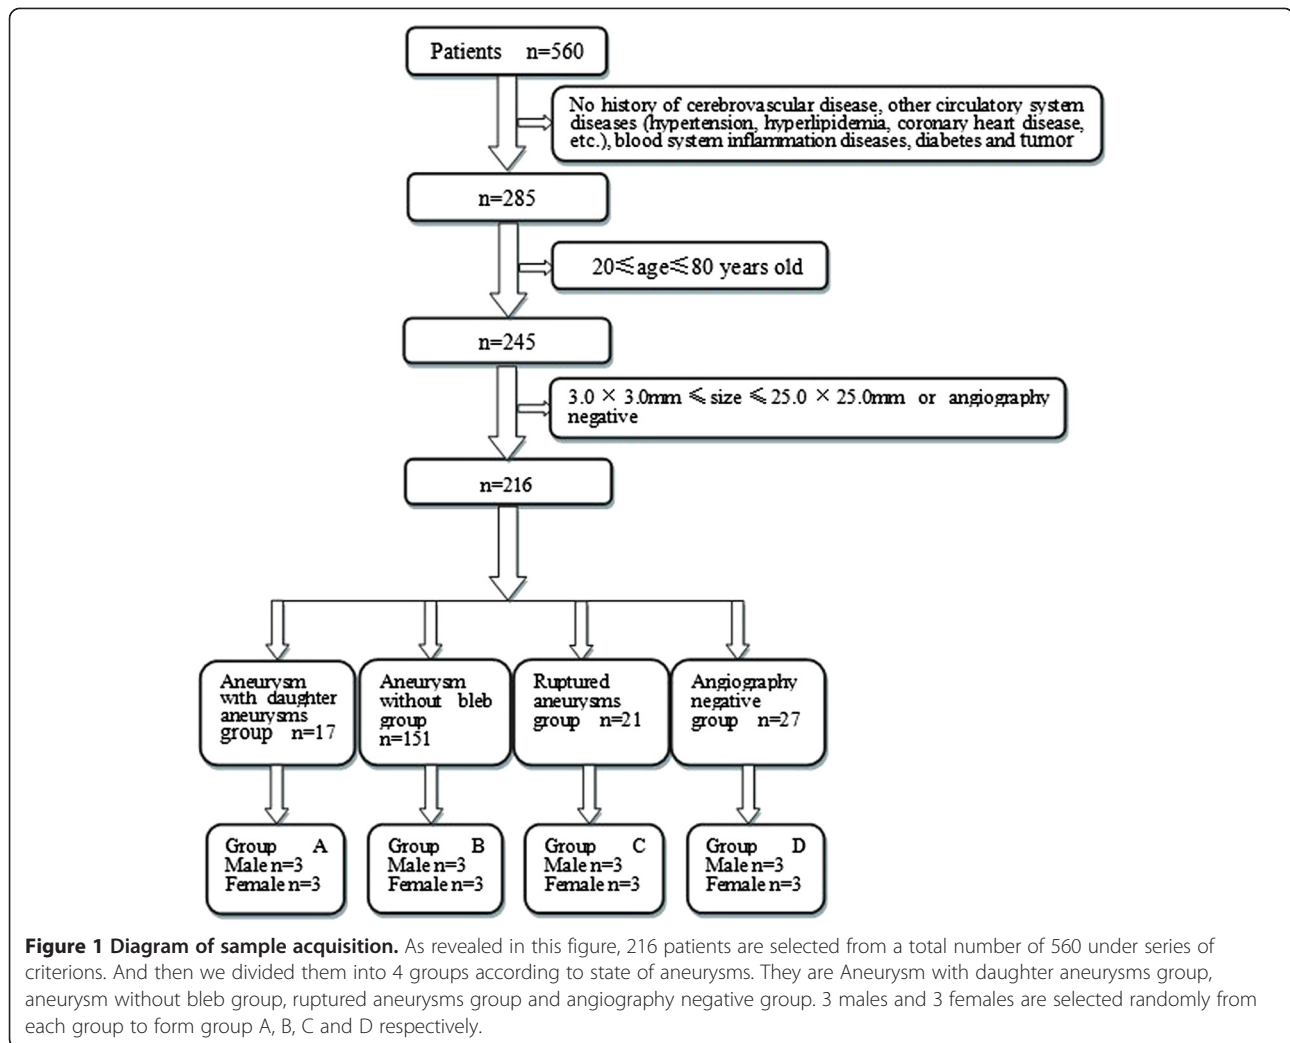 Patients n=560
No history of cerebrovascular disease, other circulatory system
diseases (hypertension, hyperlipidemia, coronary heart disease,
etc.), blood system inflammation diseases, diabetes and tumor
n=285
20≤age≤80 years old
n=245
3.0 × 3.0mm ≤ size ≤ 25.0 × 25.0mm or angiography
negative
n=216
Aneurysm
with daughter
aneurysms
group n=17
Aneurysm
without bleb
group
n=151
Ruptured
aneurysms
group n=21
Angiography
negative
group n=27
Group A
Male n=3
Female n=3
Group B
Male n=3
Female n=3
Group C
Male n=3
Female n=3
Group D
Male n=3
Female n=3
Figure 1 Diagram of sample acquisition. As revealed in this figure, 216 patients are selected from a total number of 560 under series of
criterions. And then we divided them into 4 groups according to state of aneurysms. They are Aneurysm with daughter aneurysms group,
aneurysm without bleb group, ruptured aneurysms group and angiography negative group. 3 males and 3 females are selected randomly from
each group to form group A, B, C and D respectively.